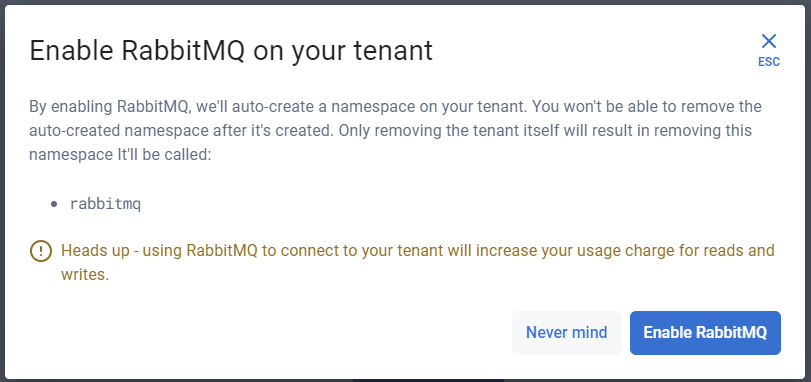 Enable RabbitMQ on your tenant
ESC
By enabling RabbitMQ, we'll auto-create a namespace on your tenant. You won't be able to remove the
auto-created namespace after it's created. Only removing the tenant itself will result in removing this
namespace It'll be called:
• rabbitmq
Heads up - using RabbitMQ to connect to your tenant will increase your usage charge for reads and
writes.
Never mind
Enable RabbitMQ